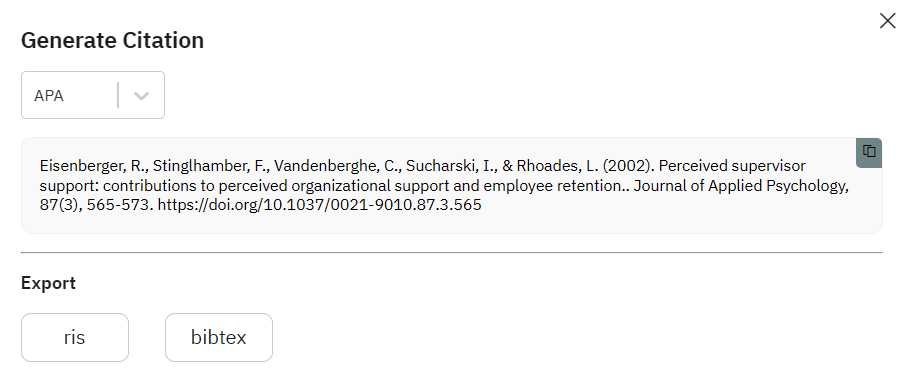 Generate Citation
APA
Eisenberger, R., Stinglhamber, F., Vandenberghe, C., Sucharski, I., & Rhoades, L. (2002). Perceived supervisor
support: contributions to perceived organizational support and employee retention.. Journal of Applied Psychology,
87(3), 565-573. https://doi.org/10.1037/0021-9010.87.3.565
Export
ris
bibtex